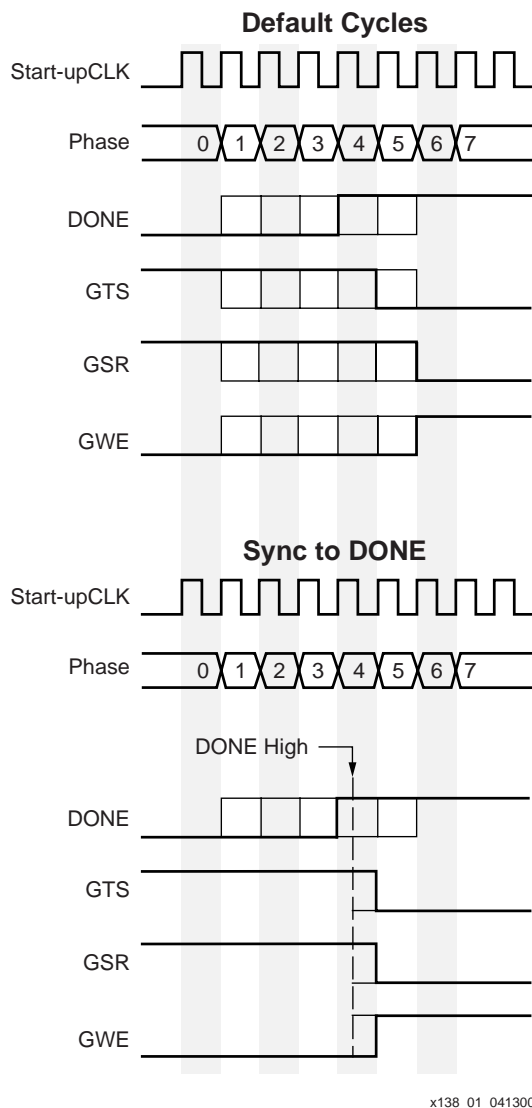 Default Cycles
Start-upCLK
Phase 0 1 2 3 4 5 6 7
DONE
GTS
GSR
GWE
Sync to DONE
Start-upCLK
Phase 0 1 2 3 4 5 6 7
DONE High
DONE
GTS
GSR
GWE
x138_01_041300